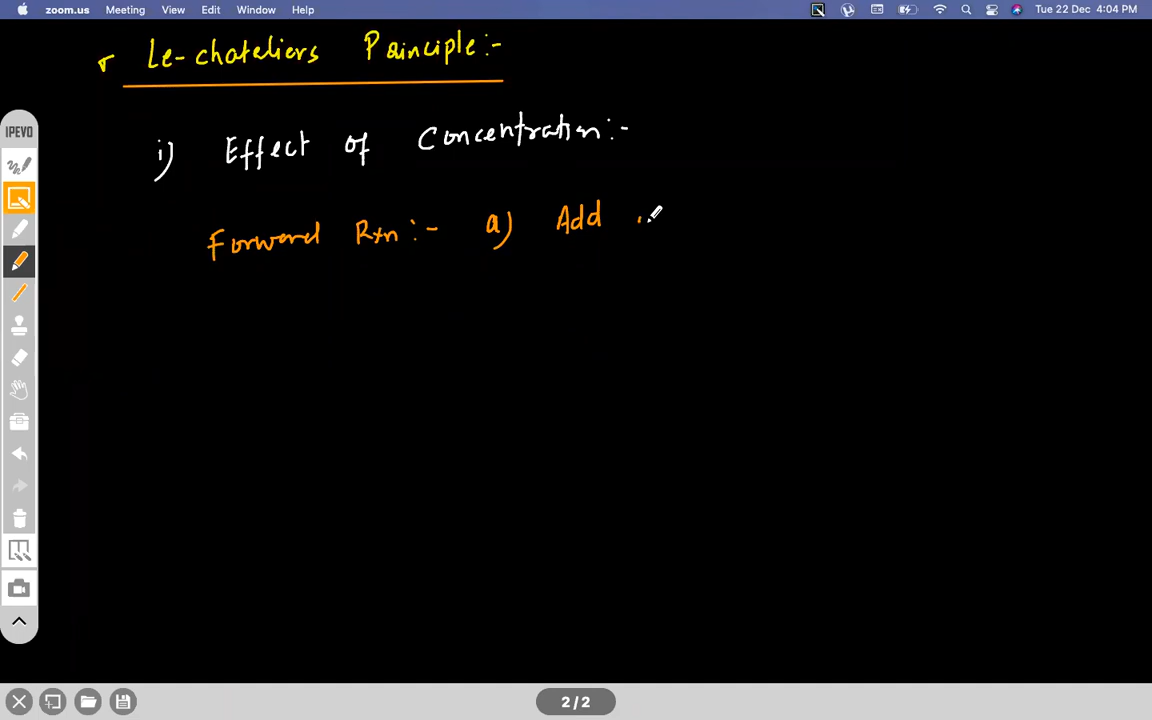 zoom.us Meeting View Edit Window Help Tue 22 Dec 4:04 PM
Le-chateliers Principle:-
IPEVO
i) Effect of Concentration:-
Forward Rxn:- a) Add
2/2